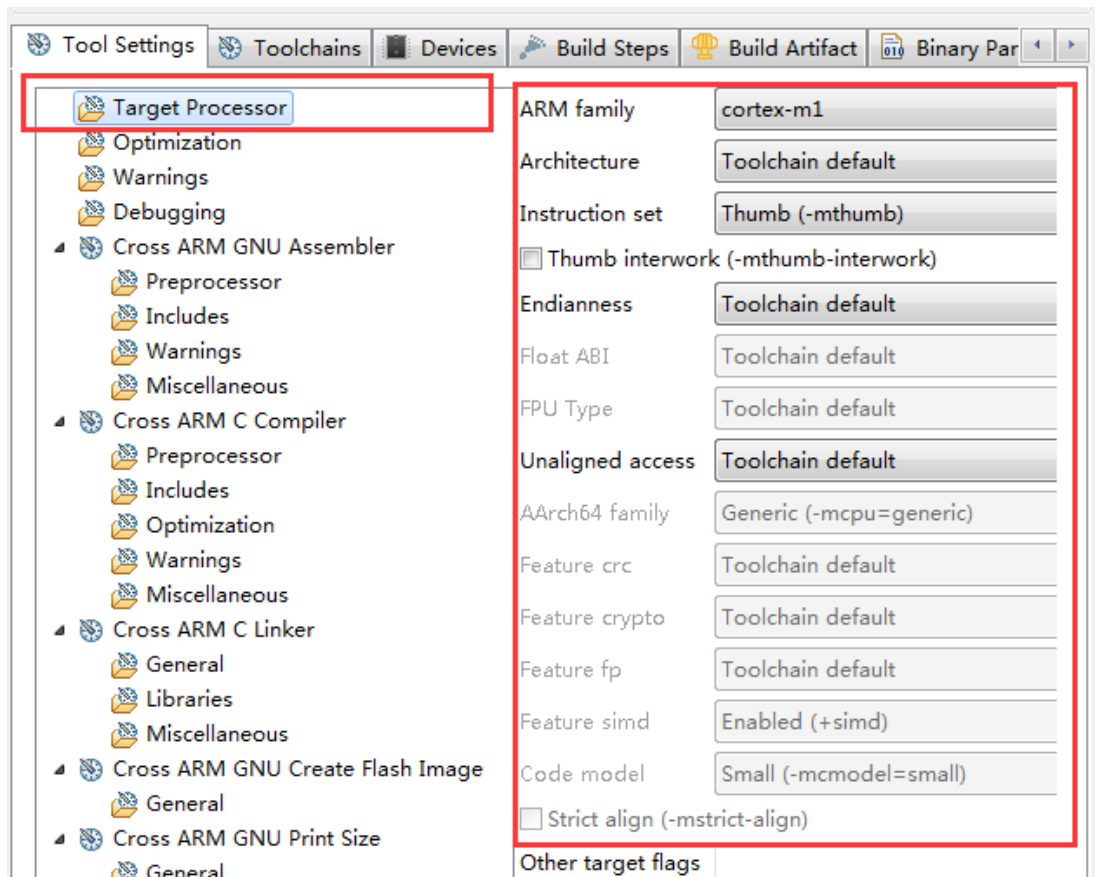 Tool Settings Toolchains Devices Build Steps Build Artifact Binary Par
Target Processor
Optimization
Warnings
Debugging
Cross ARM GNU Assembler
Preprocessor
Includes
Warnings
Miscellaneous
Cross ARM C Compiler
Preprocessor
Includes
Optimization
Warnings
Miscellaneous
Cross ARM C Linker
General
Libraries
Miscellaneous
Cross ARM GNU Create Flash Image
General
Cross ARM GNU Print Size
General
ARM family cortex-m1
Architecture Toolchain default
Instruction set Thumb (-mthumb)
Thumb interwork (-mthumb-interwork)
Endianness Toolchain default
Float ABI Toolchain default
FPU Type Toolchain default
Unaligned access Toolchain default
AArch64 family Generic (-mcpu=generic)
Feature crc Toolchain default
Feature crypto Toolchain default
Feature fp Toolchain default
Feature simd Enabled (+simd)
Code model Small (-mcmodel=small)
Strict align (-mstrict-align)
Other target flags